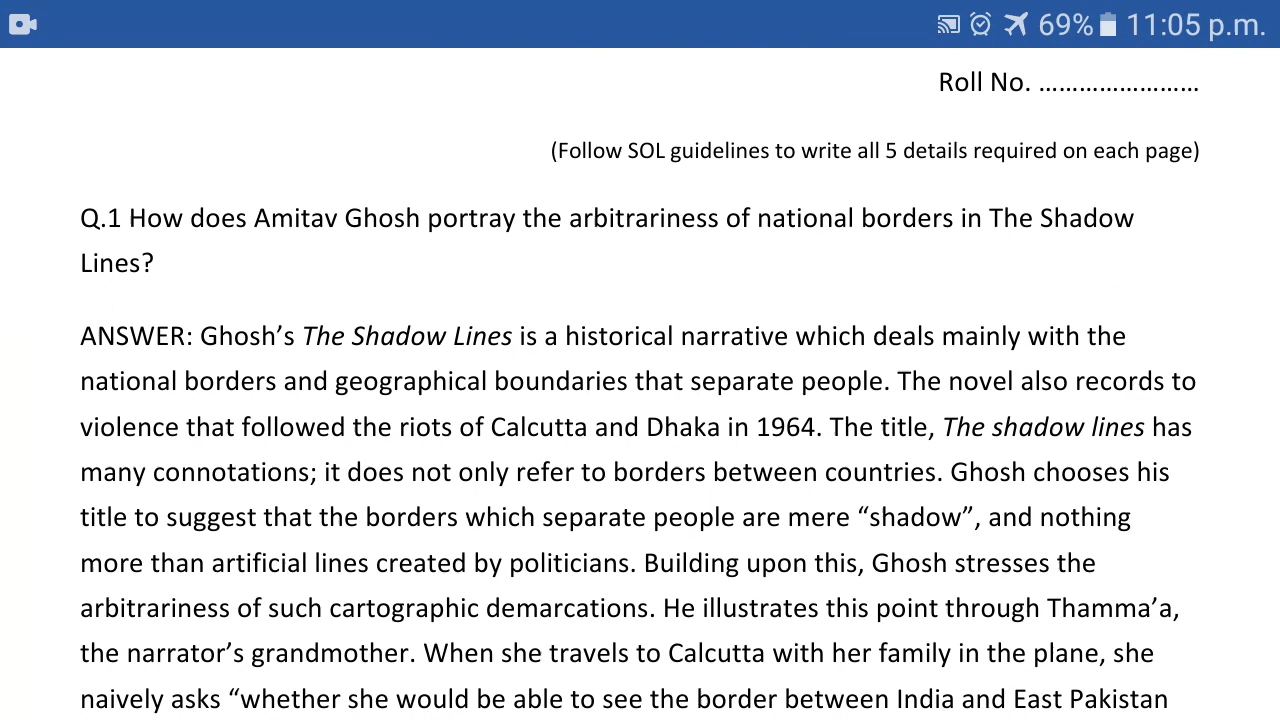 69% 11:05 p.m.
Roll No. ……………………
(Follow SOL guidelines to write all 5 details required on each page)
Q.1 How does Amitav Ghosh portray the arbitrariness of national borders in The Shadow
Lines?
ANSWER: Ghosh’s The Shadow Lines is a historical narrative which deals mainly with the
national borders and geographical boundaries that separate people. The novel also records to
violence that followed the riots of Calcutta and Dhaka in 1964. The title, The shadow lines has
many connotations; it does not only refer to borders between countries. Ghosh chooses his
title to suggest that the borders which separate people are mere “shadow”, and nothing
more than artificial lines created by politicians. Building upon this, Ghosh stresses the
arbitrariness of such cartographic demarcations. He illustrates this point through Thamma’a,
the narrator’s grandmother. When she travels to Calcutta with her family in the plane, she
naively asks “whether she would be able to see the border between India and East Pakistan